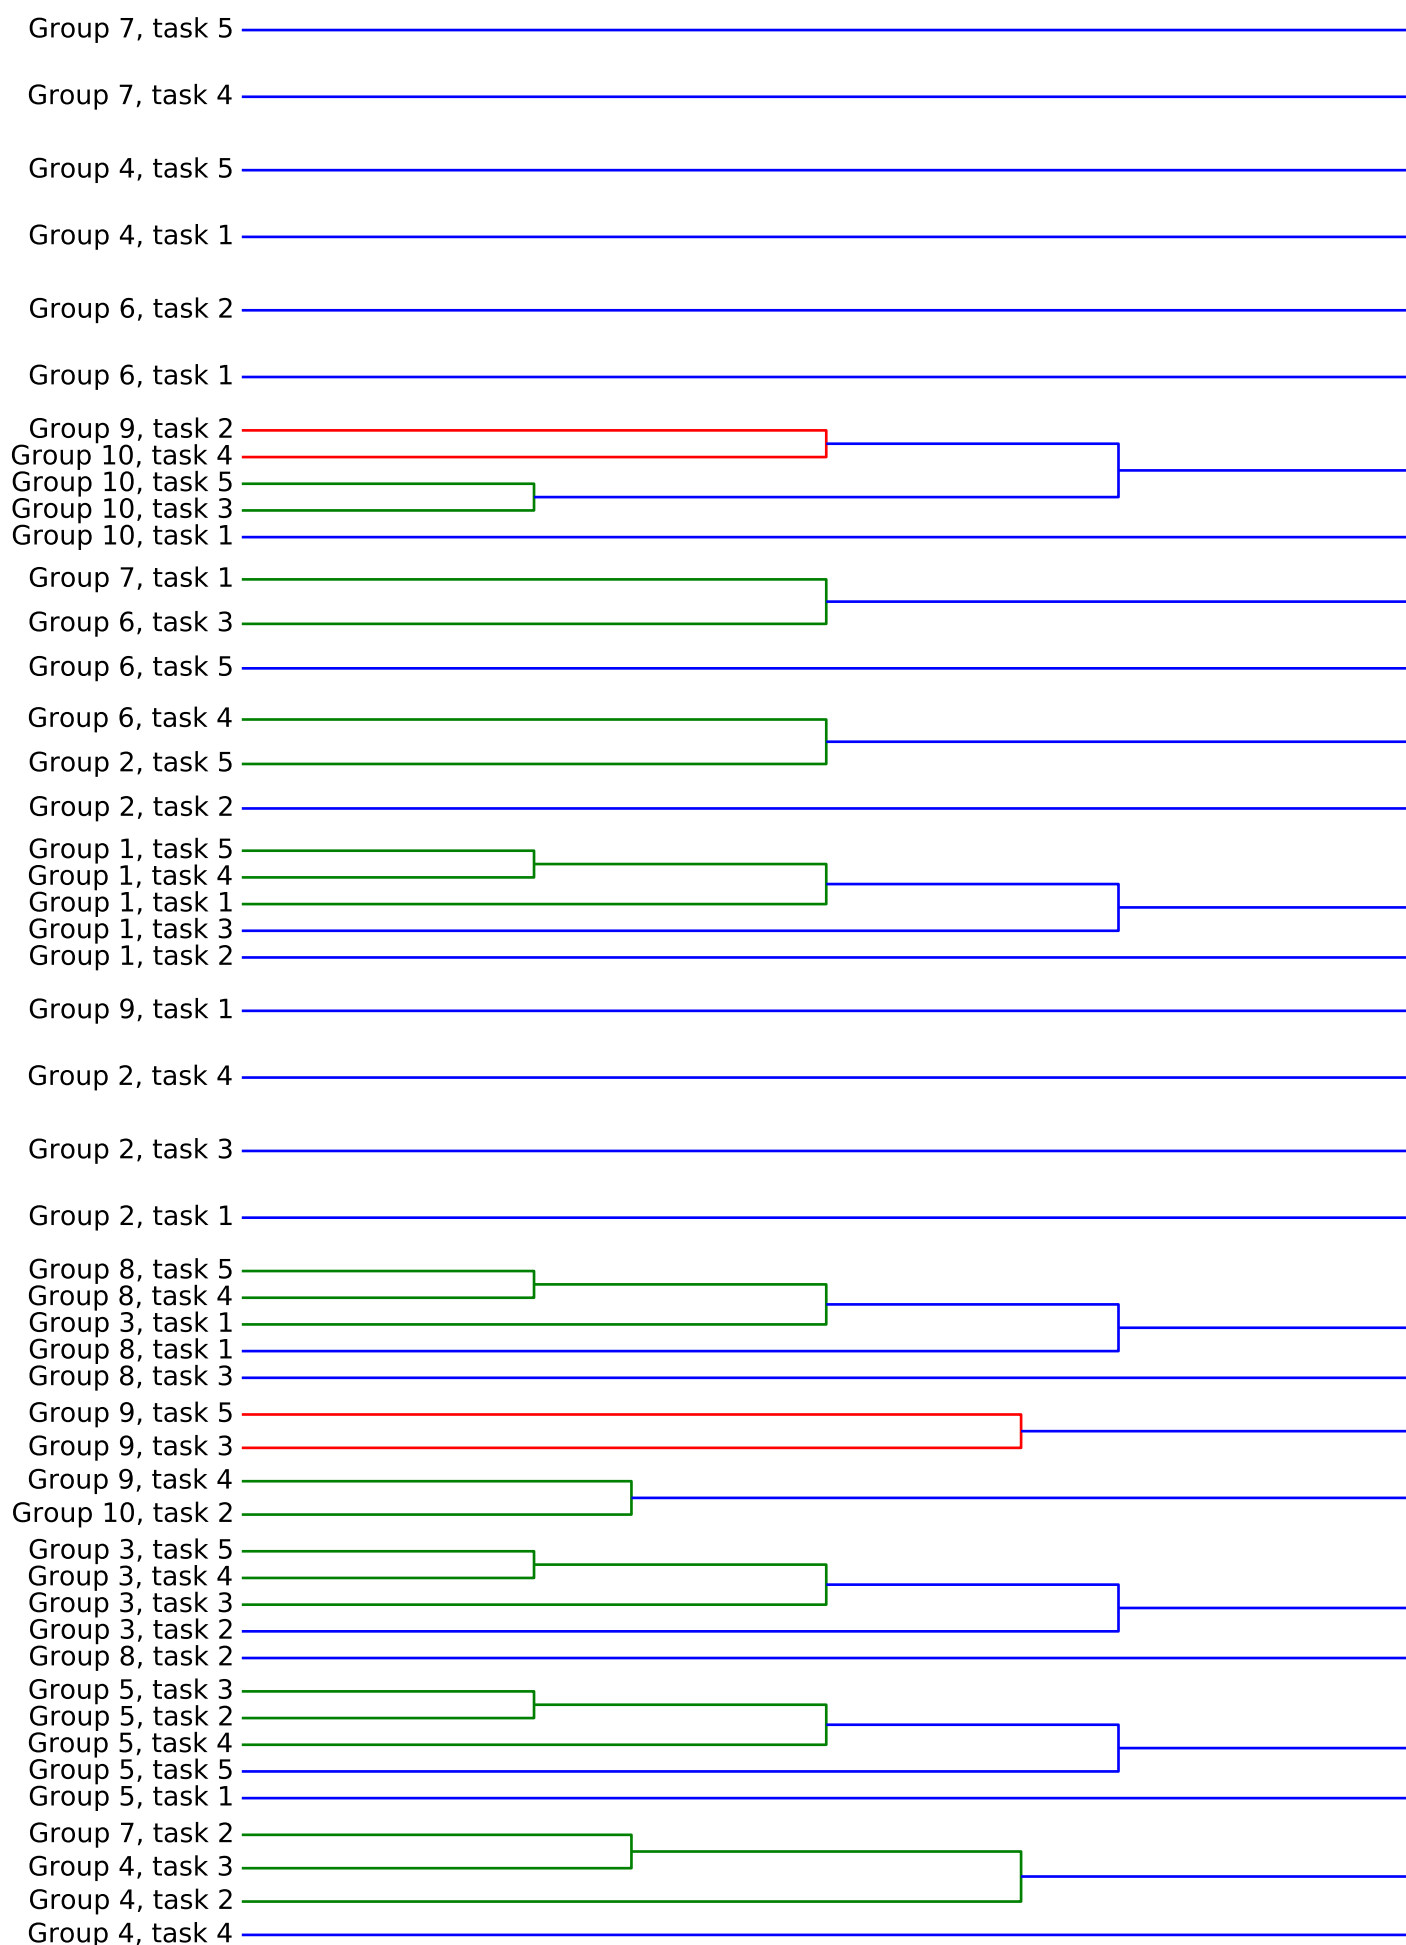 Group 7, task 5
Group 7, task 4
Group 4, task 5
Group 4, task 1
Group 6, task 2
Group 6, task 1
Group 9, task 2
Group 10, task 4
Group 10, task 5
Group 10, task 3
Group 10, task 1
Group 7, task 1
Group 6, task 3
Group 6, task 5
Group 6, task 4
Group 2, task 5
Group 2, task 2
Group 1, task 5
Group 1, task 4
Group 1, task 1
Group 1, task 3
Group 1, task 2
Group 9, task 1
Group 2, task 4
Group 2, task 3
Group 2, task 1
Group 8, task 5
Group 8, task 4
Group 3, task 1
Group 8, task 1
Group 8, task 3
Group 9, task 5
Group 9, task 3
Group 9, task 4
Group 10, task 2
Group 3, task 5
Group 3, task 4
Group 3, task 3
Group 3, task 2
Group 8, task 2
Group 5, task 3
Group 5, task 2
Group 5, task 4
Group 5, task 5
Group 5, task 1
Group 7, task 2
Group 4, task 3
Group 4, task 2
Group 4, task 4